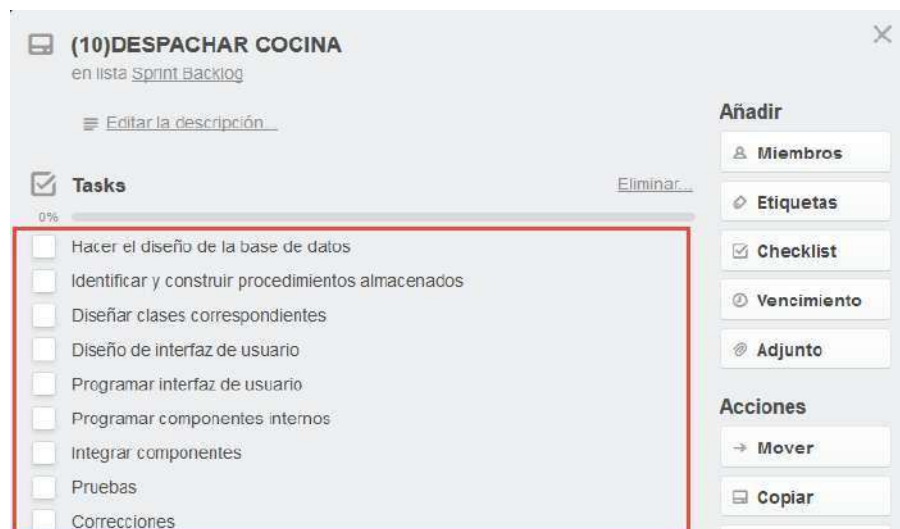 (10)DESPACHAR COCINA
en lista Sprint Backlog
Editar la descripción...
Tasks
Eliminar...
0%
Hacer el diseño de la base de datos
Identificar y construir procedimientos almacenados
Diseñar clases correspondientes
Diseño de interfaz de usuario
Programar interfaz de usuario
Programar componentes internos
Integrar componentes
Pruebas
Correcciones
Añadir
Miembros
Etiquetas
Checklist
Vencimiento
Adjunto
Acciones
Mover
Copiar